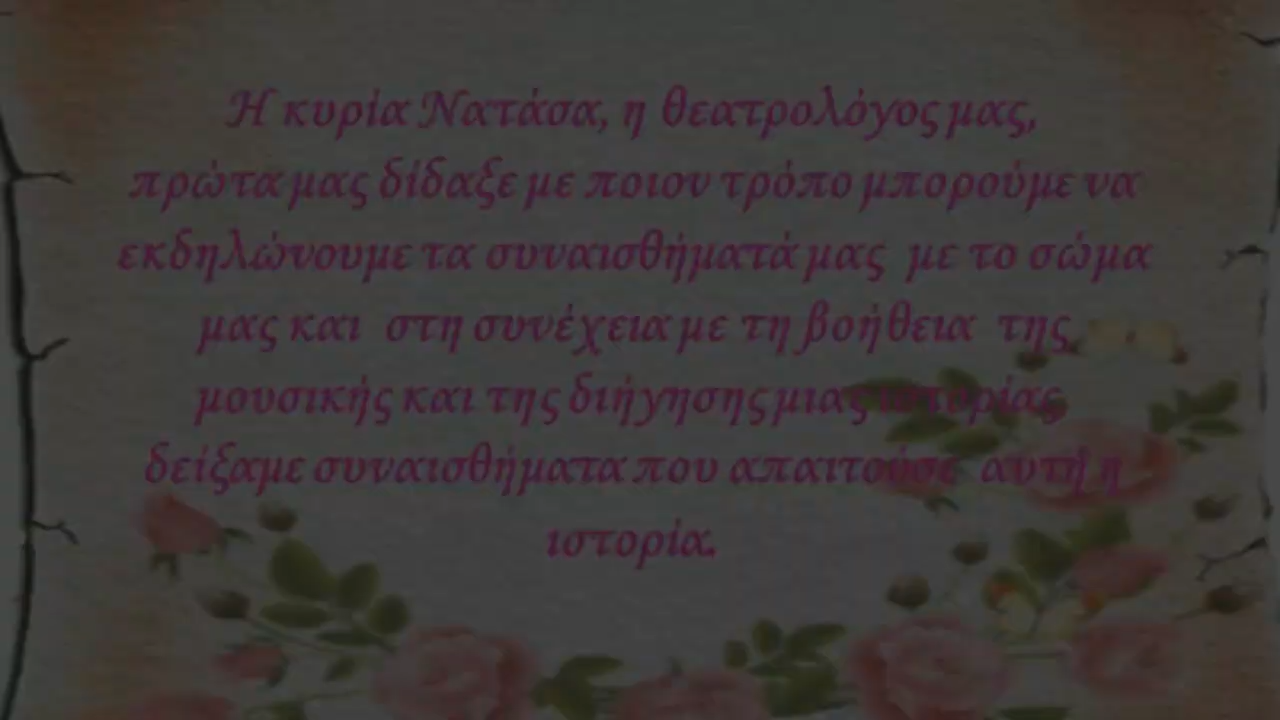 Η κυρία Νατάσα, η θεατρολόγος μας,
πρώτα μας δίδαξε με ποιον τρόπο μπορούμε να
εκδηλώνουμε τα συναισθήματά μας με το σώμα
μας και στη συνέχεια με τη βοήθεια της
μουσικής και της διήγησης μιας ιστορίας,
δείξαμε συναισθήματα που απαιτούσε αυτή η
ιστορία.